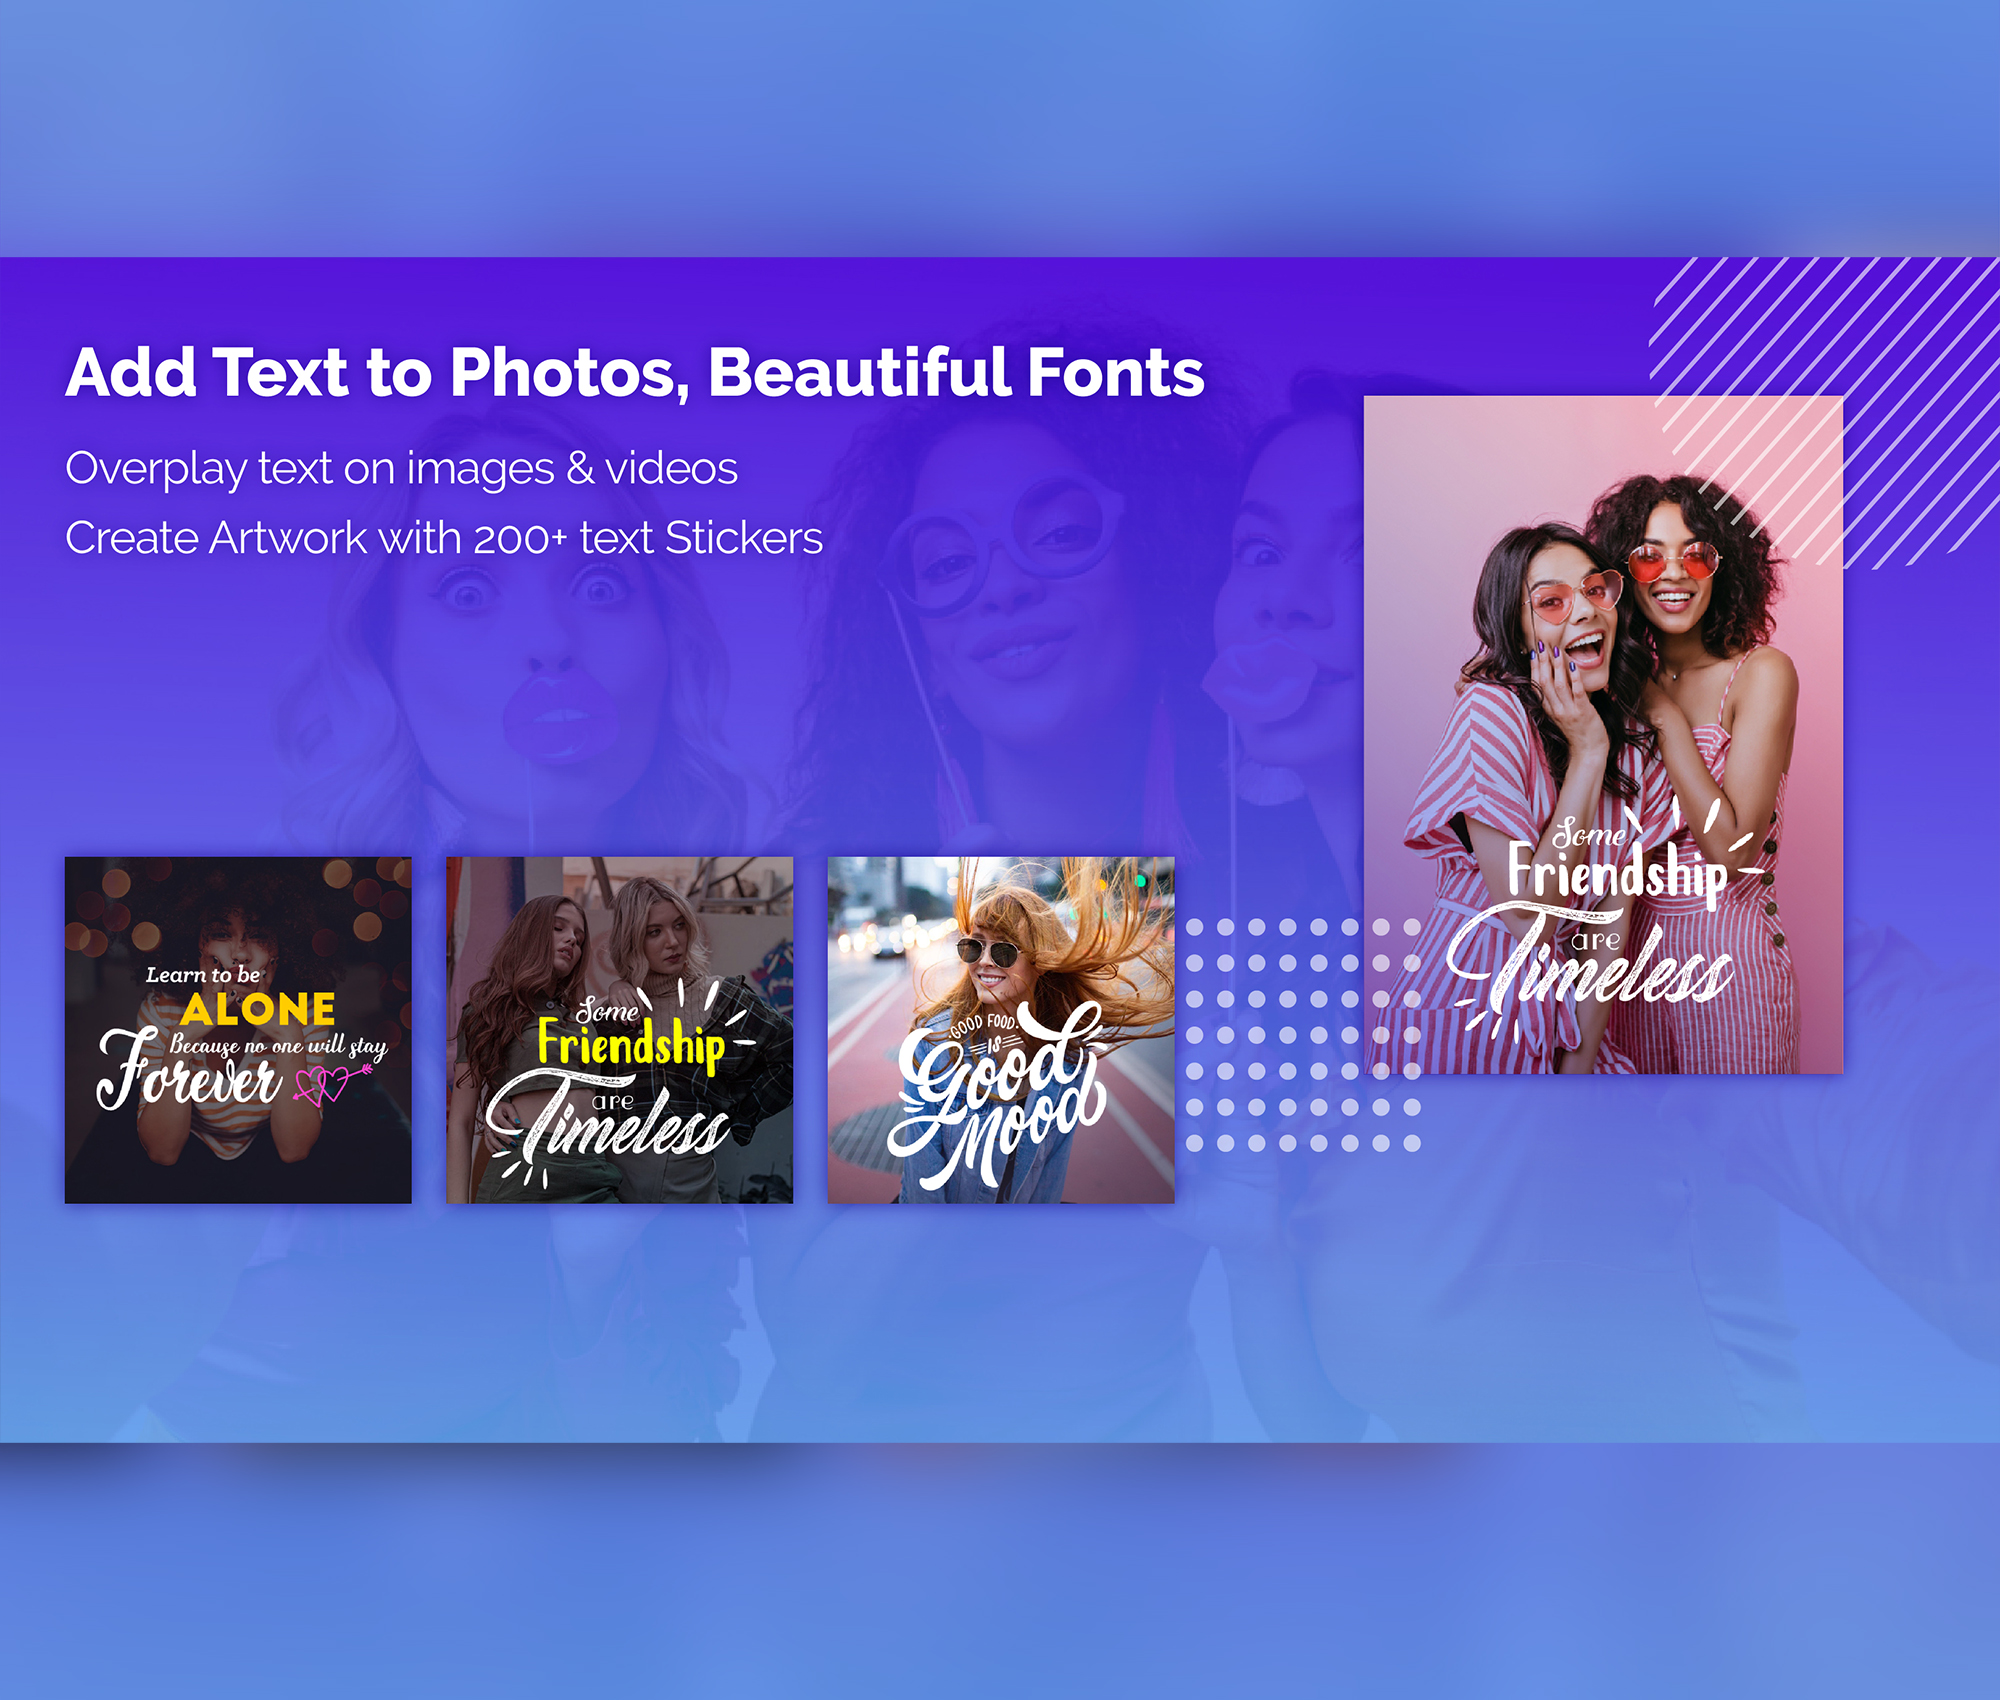 Add Text to Photos, Beautiful Fonts
Overplay text on images & videos
Create Artwork with 200+ text Stickers
Learn to be
ALONE
Because no one will stay
Forever
Some
Friendship
are
Timeless
GOOD FOOD.
IS
Good
Mood
Some
Friendship
are
Timeless